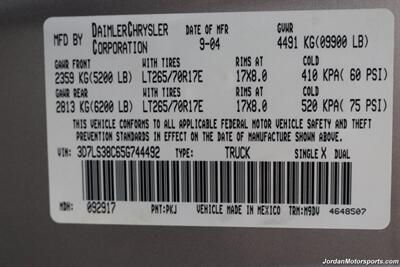 MFD BY DAIMLERCHRYSLER CORPORATION DATE OF MFR 9-04 GVWR 4491 KG(09900 LB)
GAWR FRONT WITH TIRES RIMS AT COLD
2359 KG(5200 LB) LT265/70R17E 17X8.0 410 KPA( 60 PSI)
GAWR REAR WITH TIRES RIMS AT COLD
2813 KG(6200 LB) LT265/70R17E 17X8.0 520 KPA( 75 PSI)
THIS VEHICLE CONFORMS TO ALL APPLICABLE FEDERAL MOTOR VEHICLE SAFETY AND THEFT
PREVENTION STANDARDS IN EFFECT ON THE DATE OF MANUFACTURE SHOWN ABOVE.
VIN: 3D7LS38C65G744492 TYPE: TRUCK SINGLE X DUAL
MDH: 092917 PNT:PKJ VEHICLE MADE IN MEXICO TRM:M9DV 4648507
JordanMotorsports.com